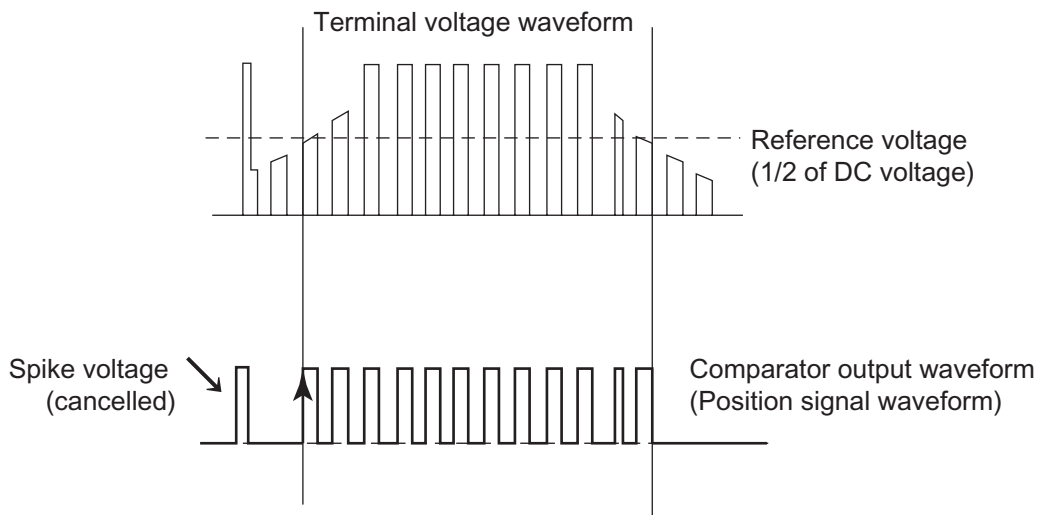 Terminal voltage waveform
Reference voltage
(1/2 of DC voltage)
Spike voltage
(cancelled)
Comparator output waveform
(Position signal waveform)